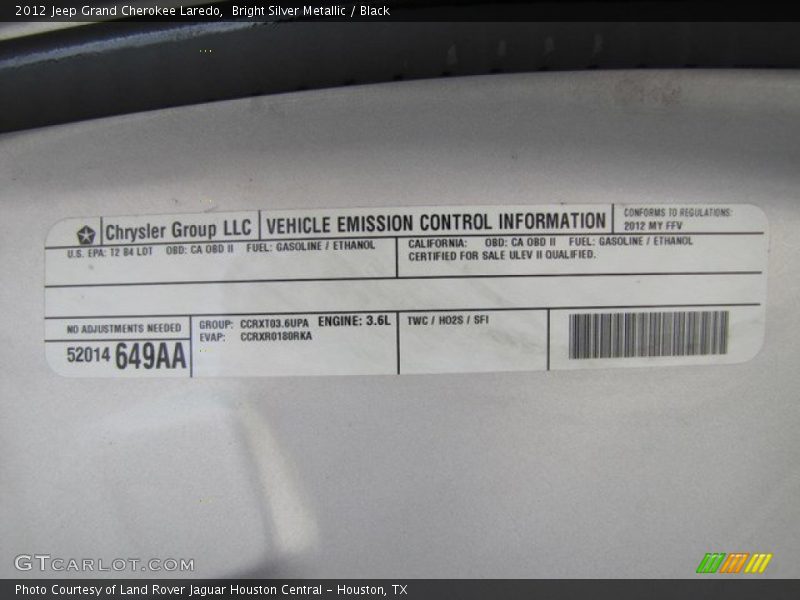 2012 Jeep Grand Cherokee Laredo, Bright Silver Metallic / Black
Chrysler Group LLC
VEHICLE EMISSION CONTROL INFORMATION
CONFORMS TO REGULATIONS:
2012 MY FFV
U.S. EPA: T2 B4 LDT OBD: CA OBD II FUEL: GASOLINE / ETHANOL
CALIFORNIA: OBD: CA OBD II FUEL: GASOLINE / ETHANOL
CERTIFIED FOR SALE ULEV II QUALIFIED.
NO ADJUSTMENTS NEEDED
52014 649AA
GROUP: CCRXT03.6UPA ENGINE: 3.6L
EVAP: CCRXR0180RKA
TWC / HO2S / SFI
GTCARLOT.COM
Photo Courtesy of Land Rover Jaguar Houston Central - Houston, TX